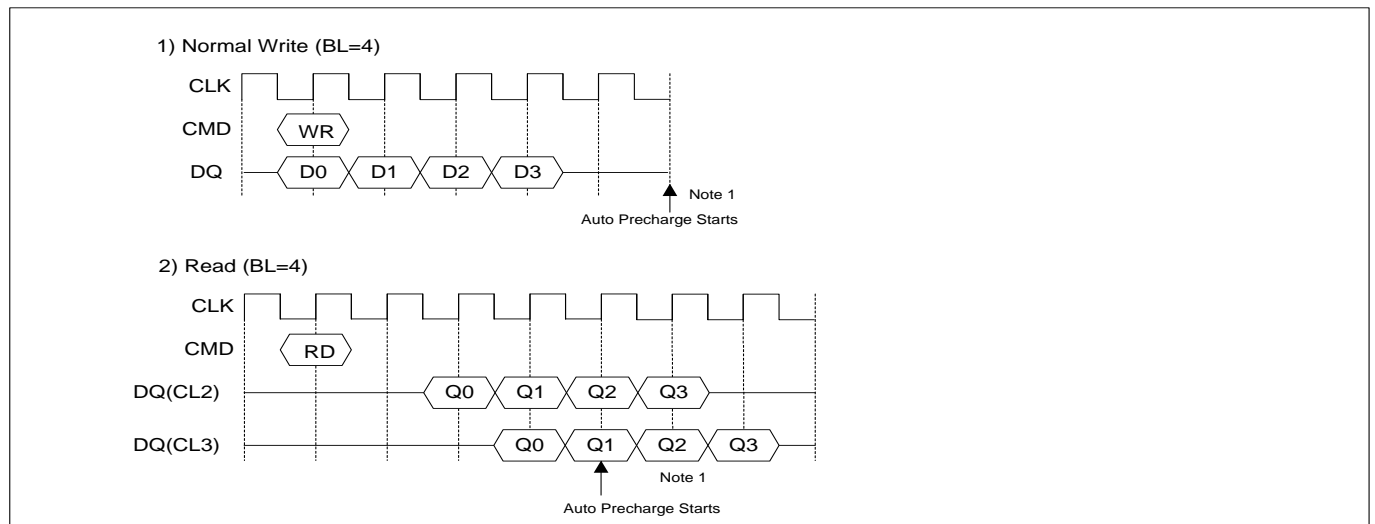 1) Normal Write (BL=4)
CLK
CMD WR
DQ D0 D1 D2 D3
Note 1
Auto Precharge Starts
2) Read (BL=4)
CLK
CMD RD
DQ(CL2) Q0 Q1 Q2 Q3
DQ(CL3) Q0 Q1 Q2 Q3
Note 1
Auto Precharge Starts